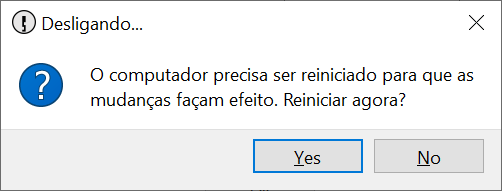 Desligando...
O computador precisa ser reiniciado para que as
mudanças façam efeito. Reiniciar agora?
Yes
No